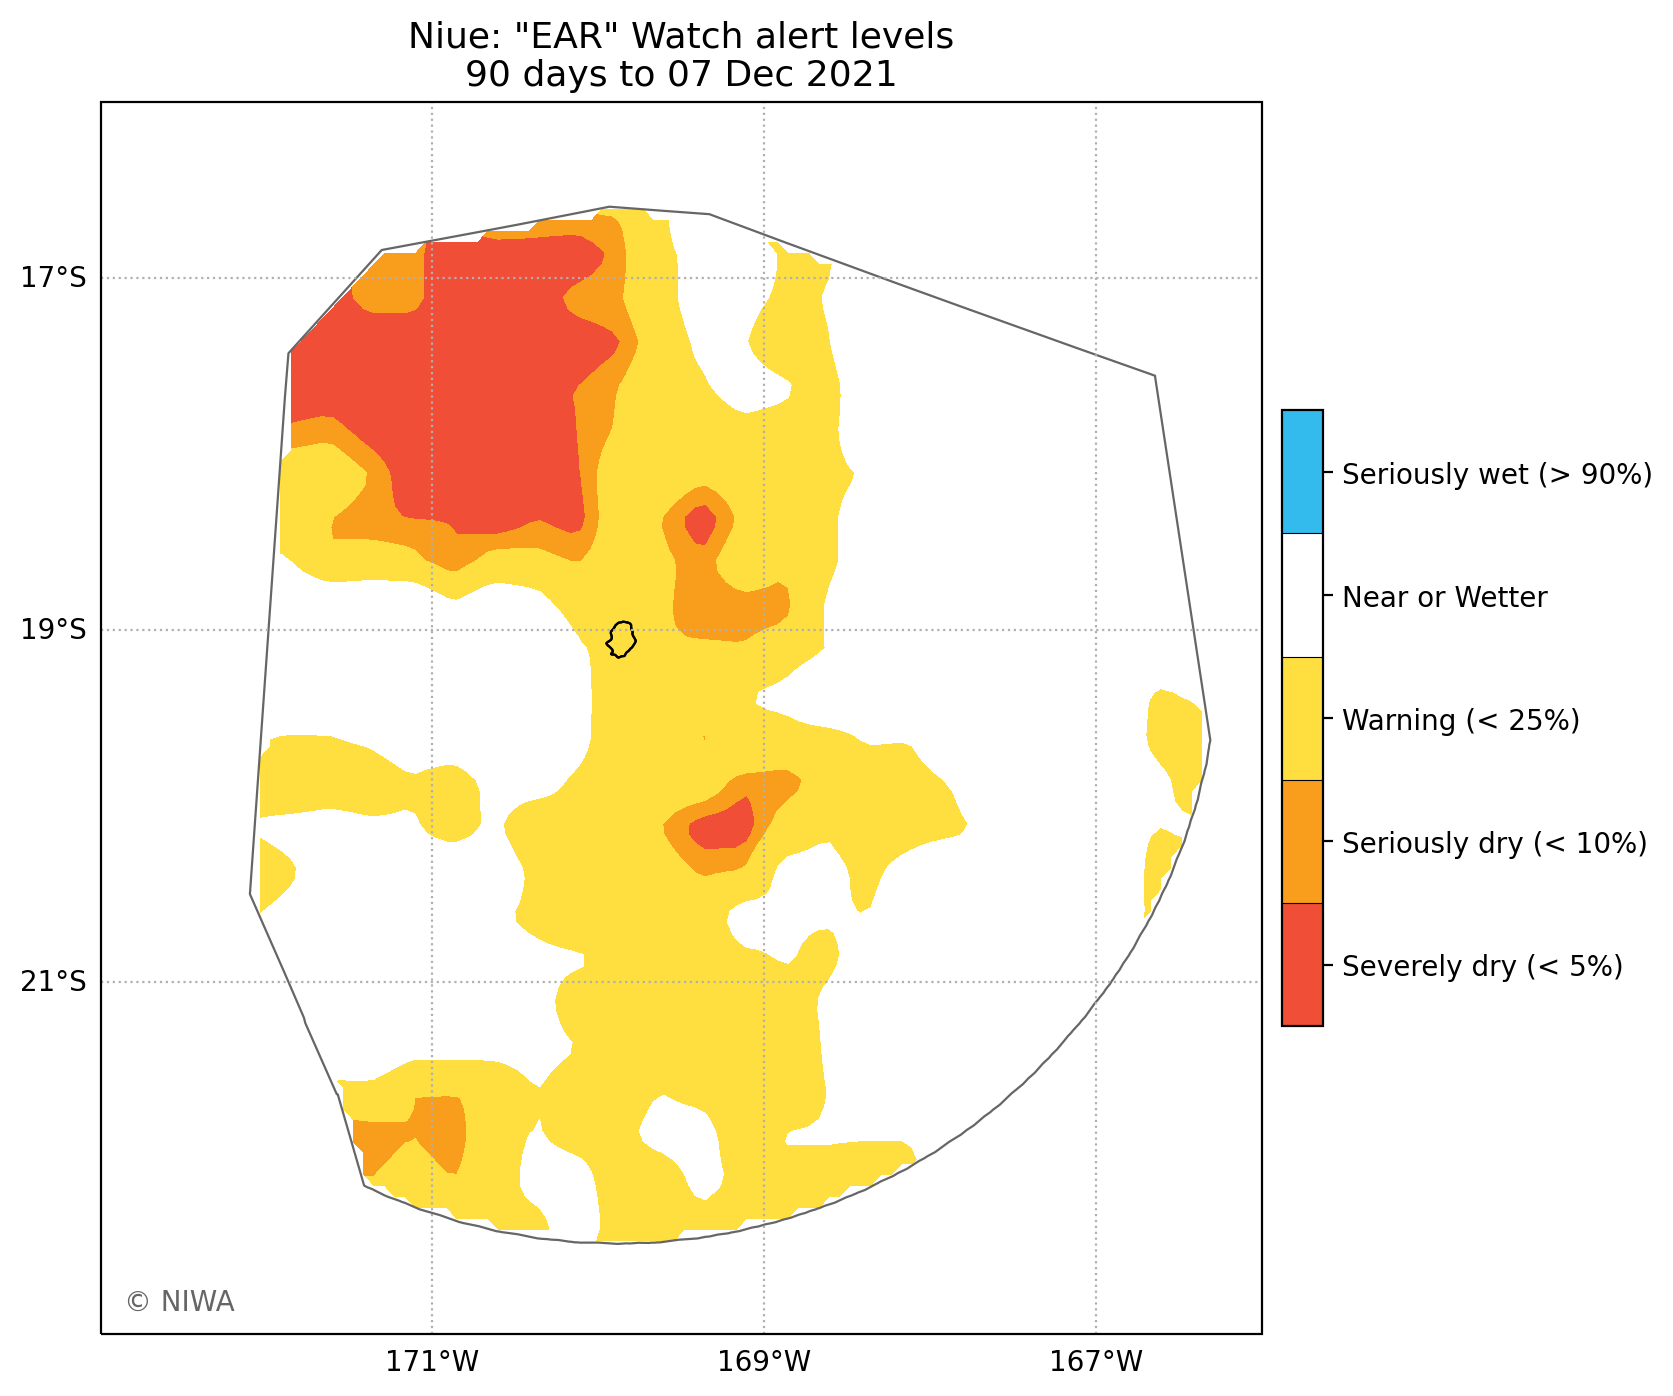 Niue: "EAR" Watch alert levels
90 days to 07 Dec 2021
17°S
19°S
21°S
171°W
169°W
167°W
Seriously wet (> 90%)
Near or Wetter
Warning (< 25%)
Seriously dry (< 10%)
Severely dry (< 5%)
© NIWA